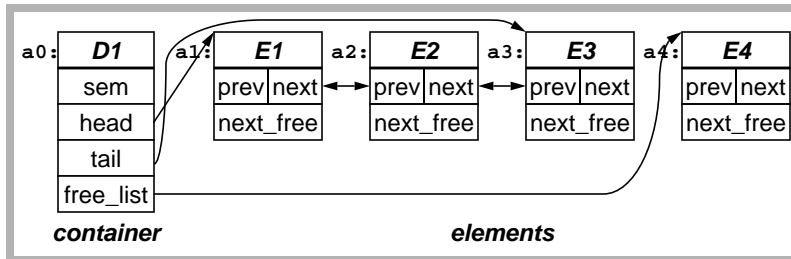 a0: D1 a1: E1 a2: E2 a3: E3 a4: E4
sem prev next prev next prev next prev next
head next_free next_free next_free next_free
tail
free_list
container elements